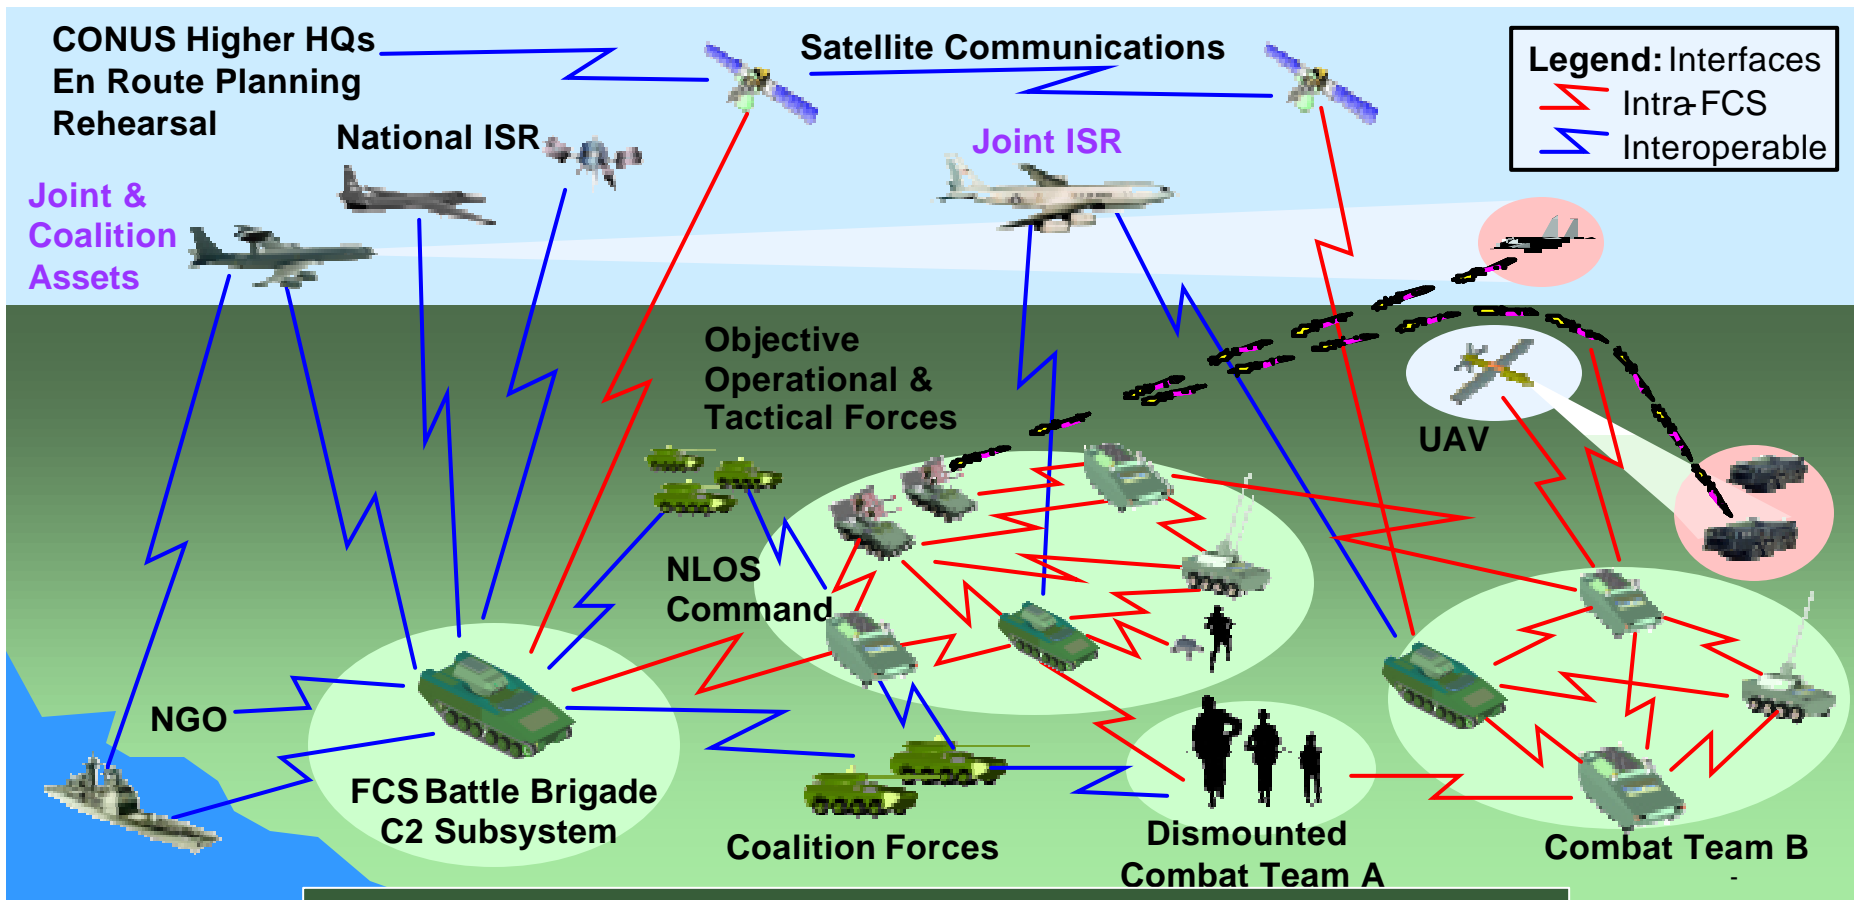 CONUS Higher HQs
En Route Planning
Rehearsal
Satellite Communications
Legend: Interfaces
Intra-FCS
Interoperable
National ISR
Joint ISR
Joint &
Coalition
Assets
Objective
Operational &
Tactical Forces
UAV
NLOS
Command
NGO
FCS Battle Brigade
C2 Subsystem
Coalition Forces
Dismounted
Combat Team A
Combat Team B
-